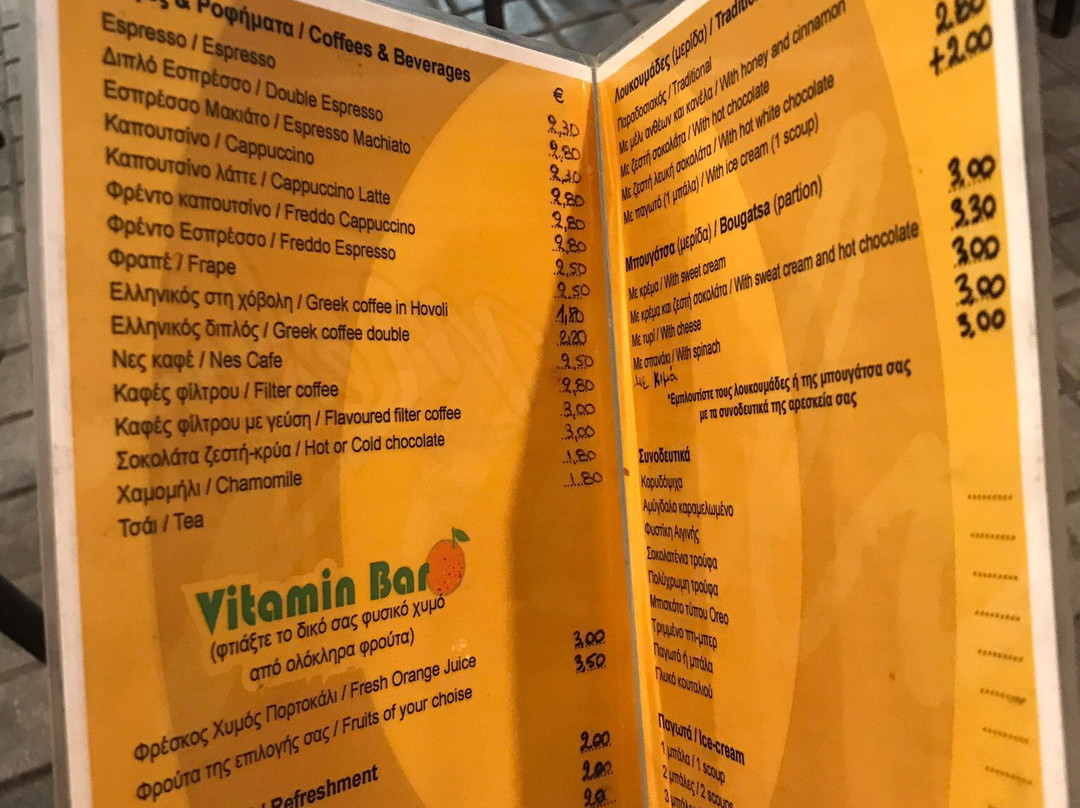 & Ροφήματα / Coffees & Beverages
€
Espresso / Espresso 2,30
Διπλό Εσπρέσσο / Double Espresso 2,80
Εσπρέσσο Μακιάτο / Espresso Machiato 2,30
Καπουτσίνο / Cappuccino 2,80
Καπουτσίνο λάττε / Cappuccino Latte 2,80
Φρέντο καπουτσίνο / Freddo Cappuccino 2,80
Φρέντο Εσπρέσσο / Freddo Espresso 2,50
Φραπέ / Frape 2,50
Ελληνικός στη χόβολη / Greek coffee in Hovoli 1,80
Ελληνικός διπλός / Greek coffee double 2,20
Νες καφέ / Nes Cafe 2,50
Καφές φίλτρου / Filter coffee 2,80
Καφές φίλτρου με γεύση / Flavoured filter coffee 3,00
Σοκολάτα ζεστή-κρύα / Hot or Cold chocolate 3,00
Χαμομήλι / Chamomile 1.80
Τσάι / Tea 1.80
Vitamin Bar
(φτιάξτε το δικό σας φυσικό χυμό
από ολόκληρα φρούτα)
Φρέσκος Χυμός Πορτοκάλι / Fresh Orange Juice 3,00
Φρούτα της επιλογής σας / Fruits of your choise 3,50
/ Refreshment
2.00
2.00
Λουκουμάδες (μερίδα) /
Παραδοσιακός / Traditional
Με μέλι ανθέων και κανέλα / With honey and cinnamon
Με ζεστή σοκολάτα / With hot chocolate
Με ζεστή λευκή σοκολάτα / With hot white chocolate 2.80
Με παγωτό (1 μπάλα) / With ice cream (1 scoup) +2.00
Μπουγάτσα (μερίδα) / Bougatsa (partion)
Με κρέμα / With sweet cream 3,00
Με κρέμα και ζεστή σοκολάτα / With sweat cream and hot chocolate 3.30
Με τυρί / With cheese 3.00
Με σπανάκι / With spinach 3,00
Με κιμά 3,00
*Εμπλουτίστε τους λουκουμάδες ή της μπουγάτσα σας
με τα συνοδευτικά της αρεσκεία σας
Συνοδευτικά
Καρυδόψιχα
Αμύγδαλο καραμελωμένο
Φυστίκη Αιγινής
Σοκολατένια τρούφα
Πολύχρωμη τρούφα
Μπισκότο τύπου Oreo
Τριμμένο πτι-μπερ
Παγωτό ή μπάλα
Γλυκό κουταλιού
Παγωτά / Ice-cream
1 μπάλα / 1 scoup
2 μπάλες / 2 scoups